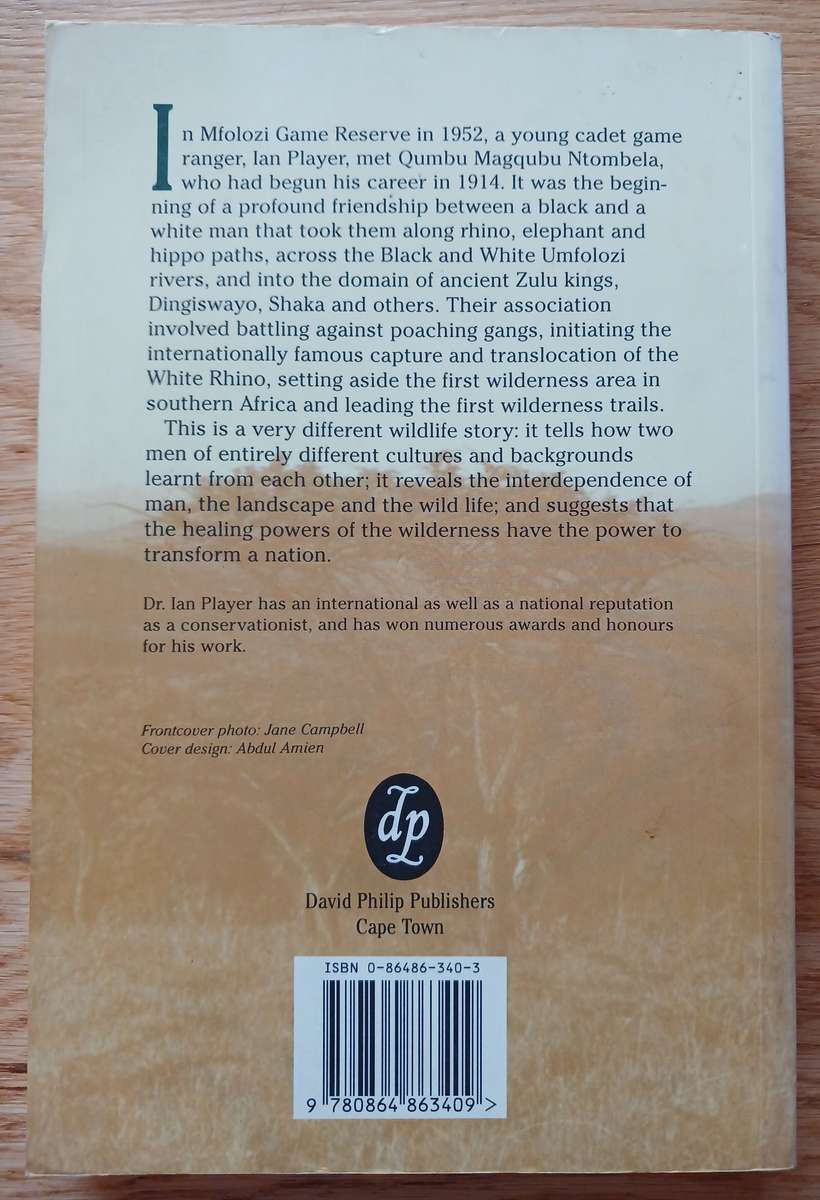 In Mfolozi Game Reserve in 1952, a young cadet game
ranger, Ian Player, met Qumbu Magqubu Ntombela,
who had begun his career in 1914. It was the begin-
ning of a profound friendship between a black and a
white man that took them along rhino, elephant and
hippo paths, across the Black and White Umfolozi
rivers, and into the domain of ancient Zulu kings,
Dingiswayo, Shaka and others. Their association
involved battling against poaching gangs, initiating the
internationally famous capture and translocation of the
White Rhino, setting aside the first wilderness area in
southern Africa and leading the first wilderness trails.
This is a very different wildlife story: it tells how two
men of entirely different cultures and backgrounds
learnt from each other; it reveals the interdependence of
man, the landscape and the wild life; and suggests that
the healing powers of the wilderness have the power to
transform a nation.
Dr. Ian Player has an international as well as a national reputation
as a conservationist, and has won numerous awards and honours
for his work.
Frontcover photo: Jane Campbell
Cover design: Abdul Amien
dp
David Philip Publishers
Cape Town
ISBN 0-86486-340-3
9 780864 863409 >